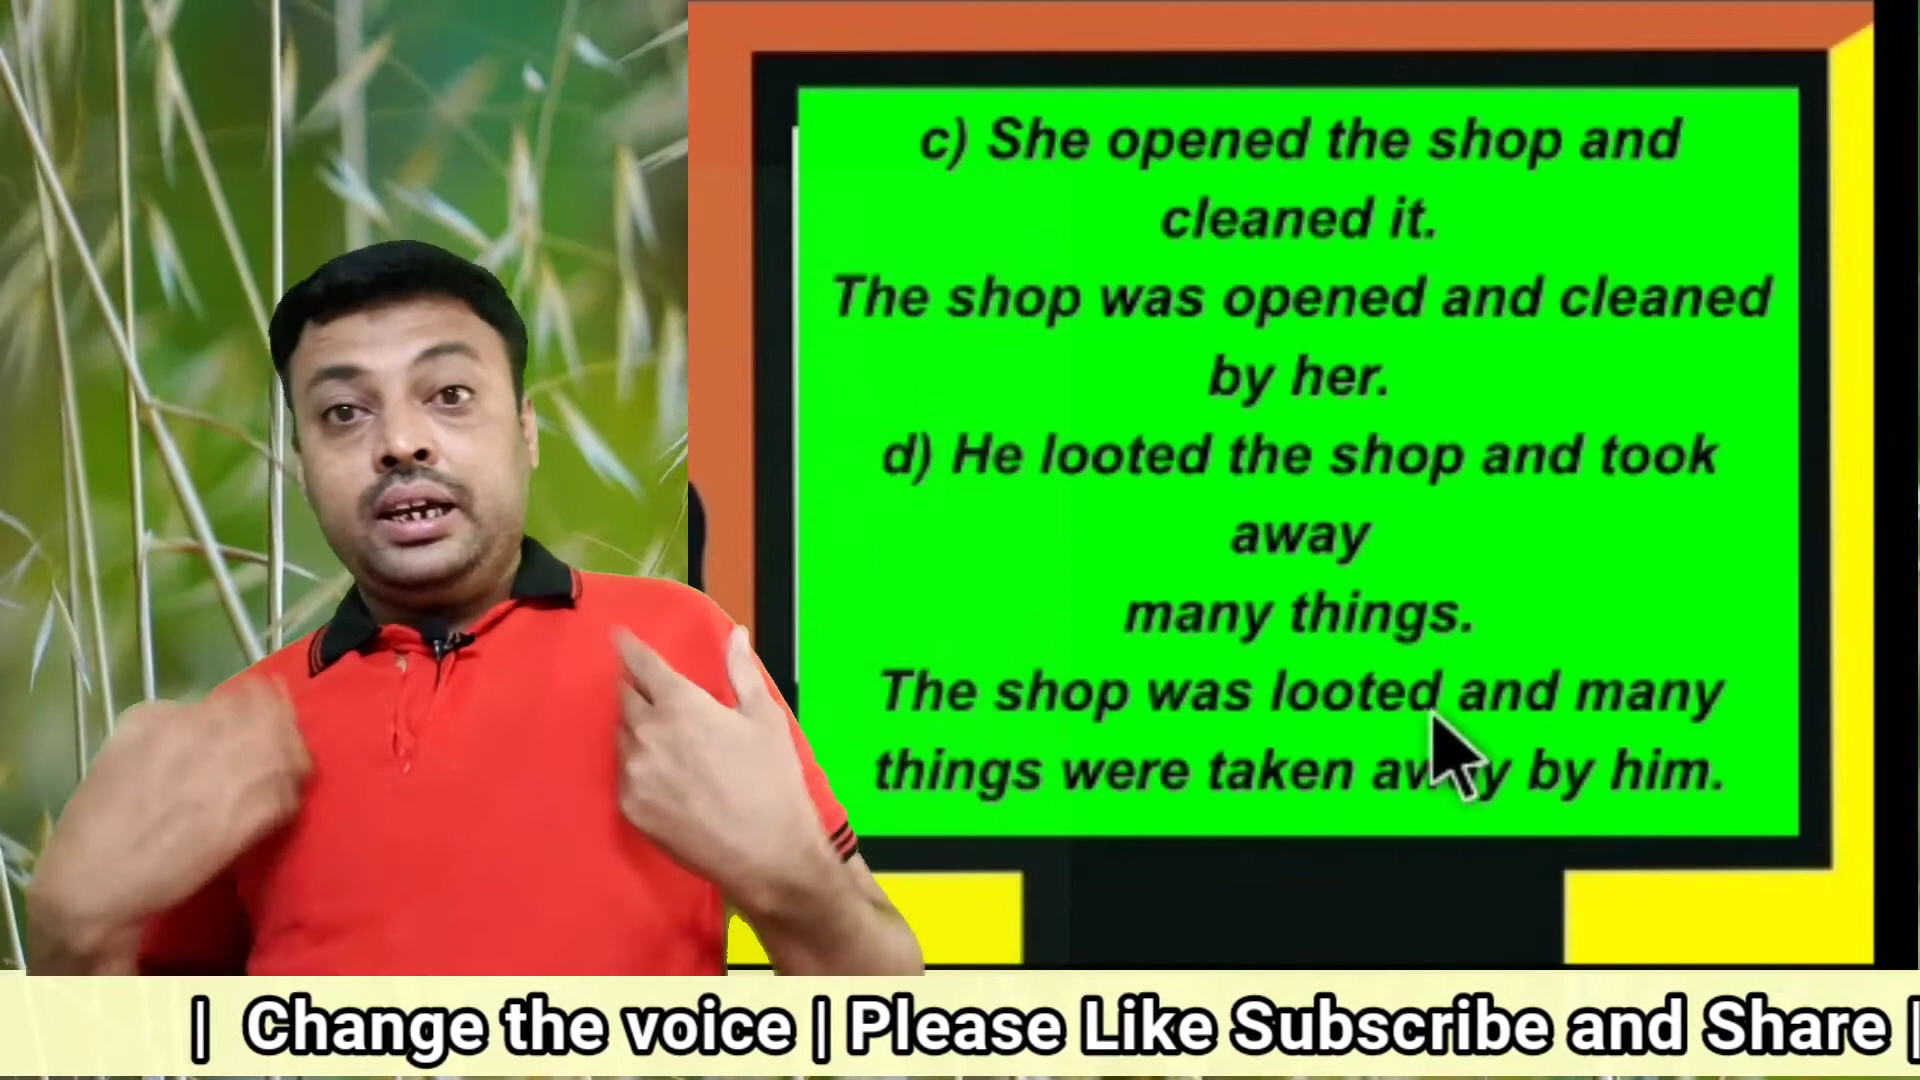 c) She opened the shop and
cleaned it.
The shop was opened and cleaned
by her.
d) He looted the shop and took
away
many things.
The shop was looted and many
things were taken away by him.
| Change the voice | Please Like Subscribe and Share |